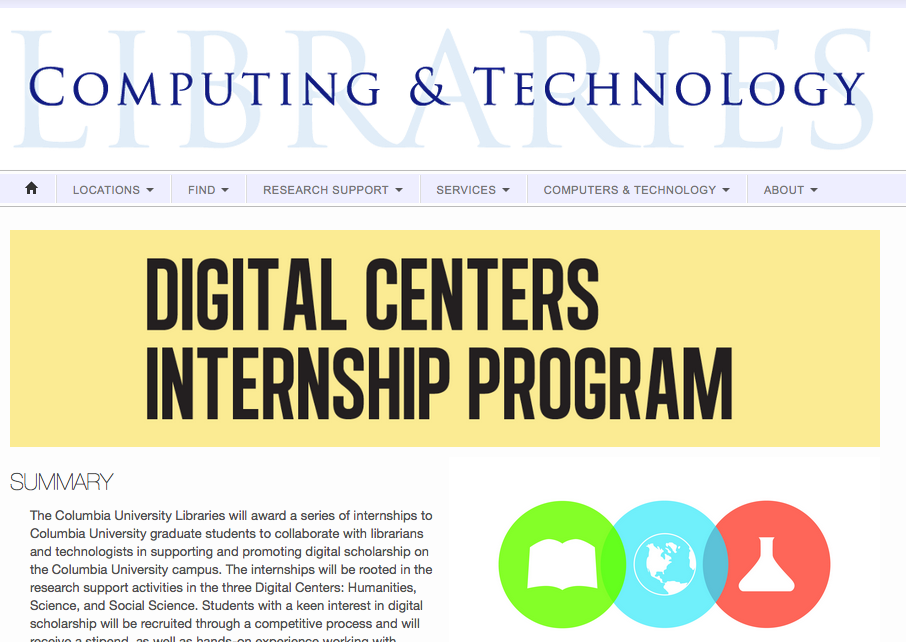 LIBRARIES
COMPUTING & TECHNOLOGY
LOCATIONS FIND RESEARCH SUPPORT SERVICES COMPUTERS & TECHNOLOGY ABOUT
DIGITAL CENTERS
INTERNSHIP PROGRAM
SUMMARY
The Columbia University Libraries will award a series of internships to
Columbia University graduate students to collaborate with librarians
and technologists in supporting and promoting digital scholarship on
the Columbia University campus. The internships will be rooted in the
research support activities in the three Digital Centers: Humanities,
Science, and Social Science. Students with a keen interest in digital
scholarship will be recruited through a competitive process and will
receive a stipend, as well as hands-on experience working with